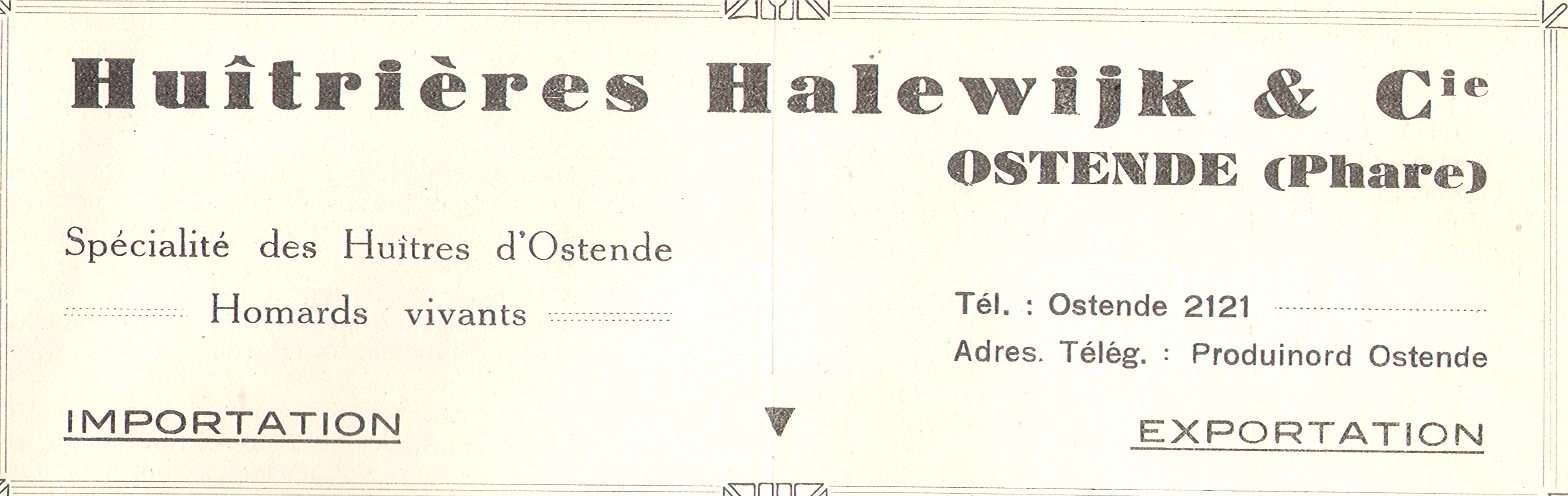 Huîtrières Halewijk & Cie
OSTENDE (Phare)
Spécialité des Huîtres d'Ostende
Homards vivants
Tél. : Ostende 2121
Adres. Télég. : Produinord Ostende
IMPORTATION
EXPORTATION